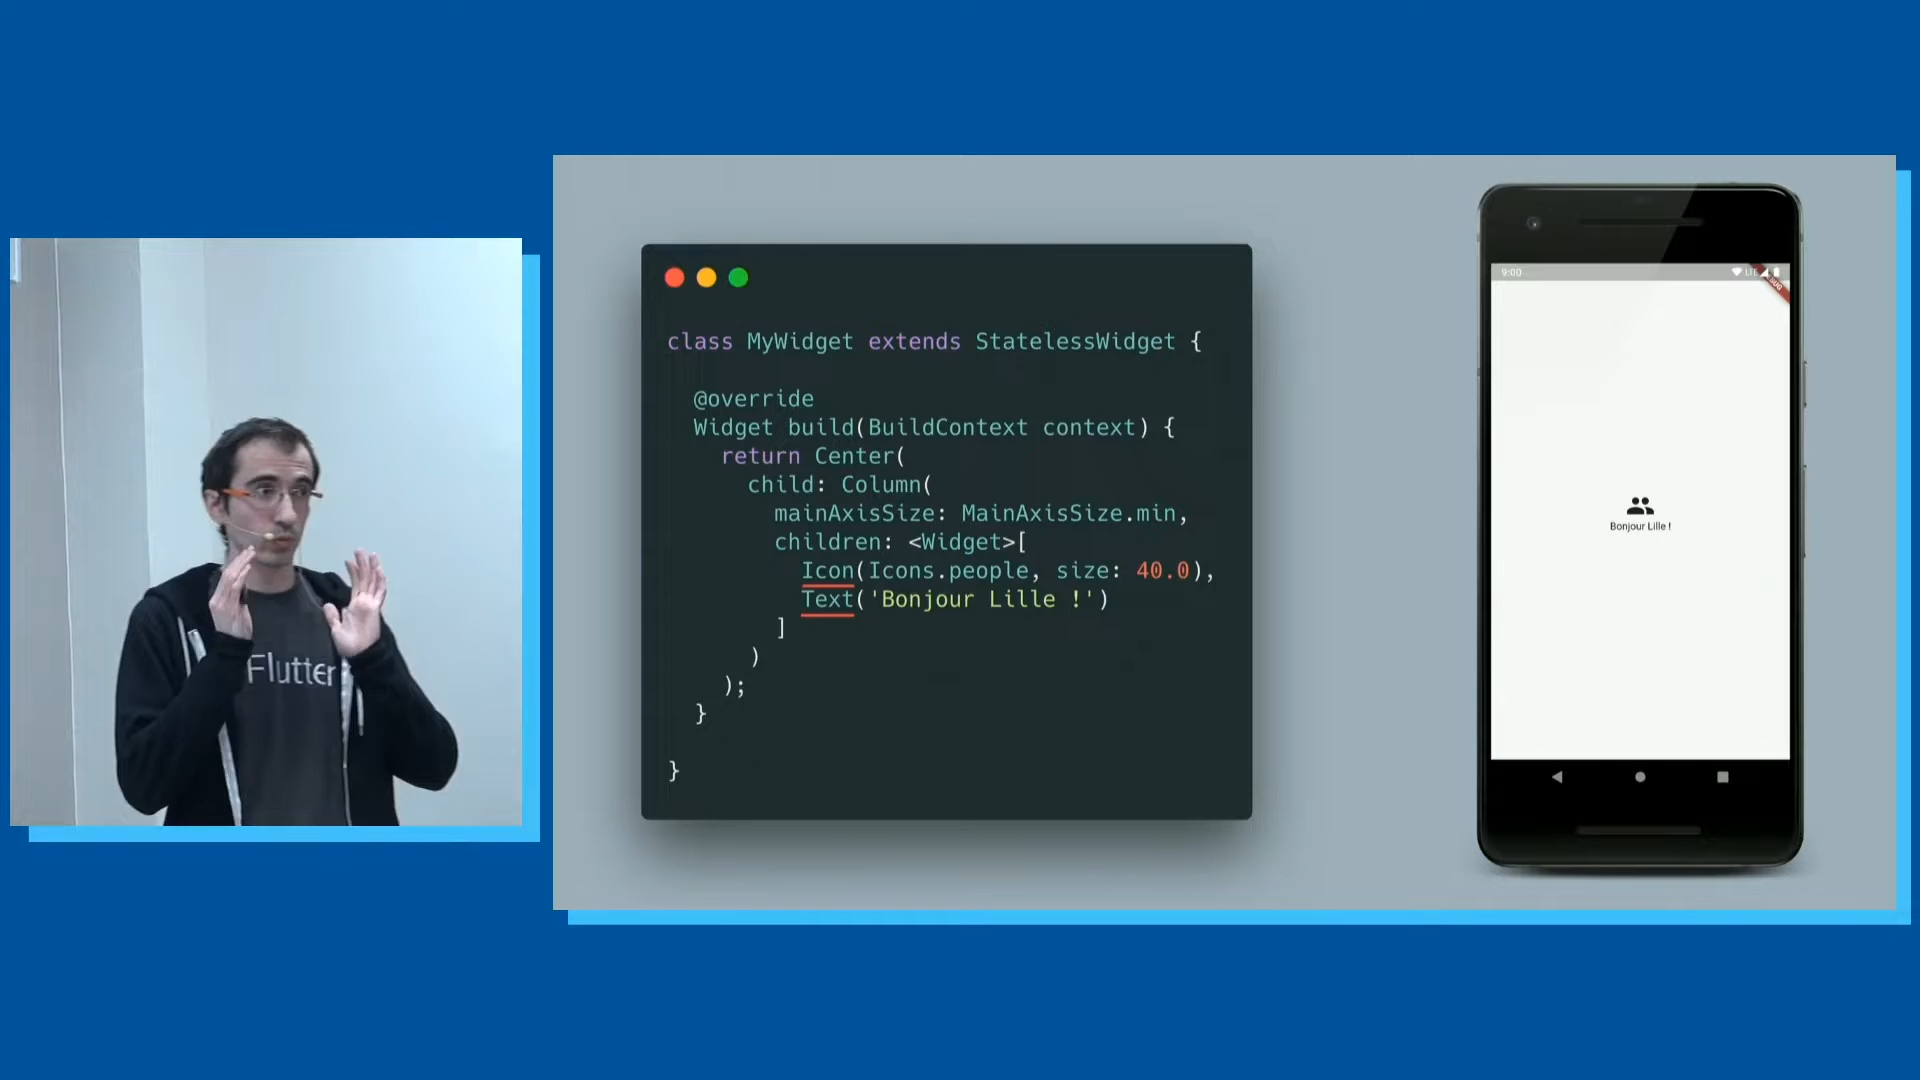 Flutter
class MyWidget extends StatelessWidget {
@override
Widget build(BuildContext context) {
return Center(
child: Column(
mainAxisSize: MainAxisSize.min,
children: <Widget>[
Icon(Icons.people, size: 40.0),
Text('Bonjour Lille !')
]
)
);
}
}
9:00
LTE
Bonjour Lille !